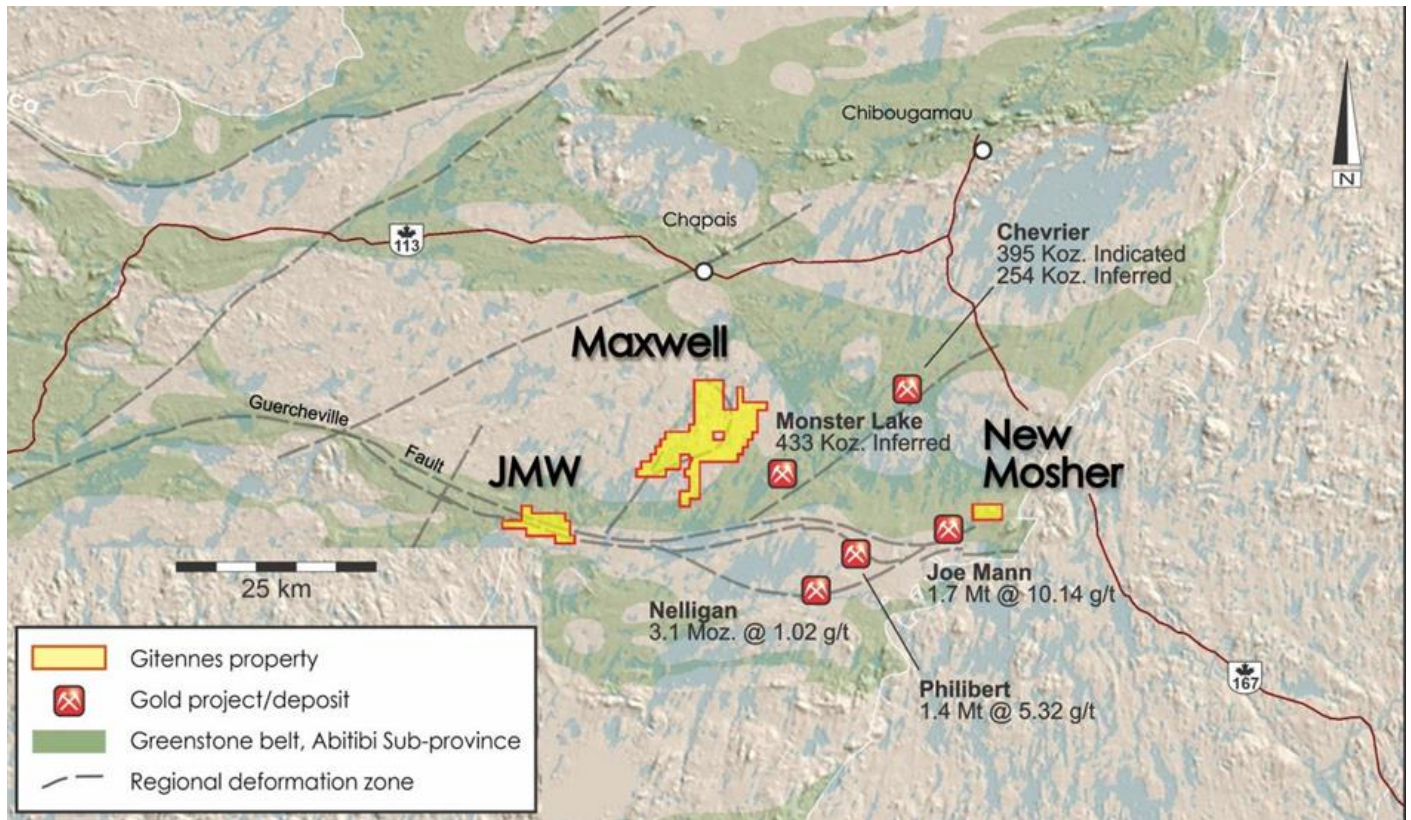 ca
Chibougamau
N
Chapais
113
Chevrier
395 Koz. Indicated
254 Koz. Inferred
Maxwell
Guercheville
Fault
Monster Lake
433 Koz. Inferred
New
Mosher
JMW
25 km
Joe Mann
1.7 Mt @ 10.14 g/t
Nelligan
3.1 Moz. @ 1.02 g/t
Philibert
1.4 Mt @ 5.32 g/t
167
Gitennes property
Gold project/deposit
Greenstone belt, Abitibi Sub-province
Regional deformation zone